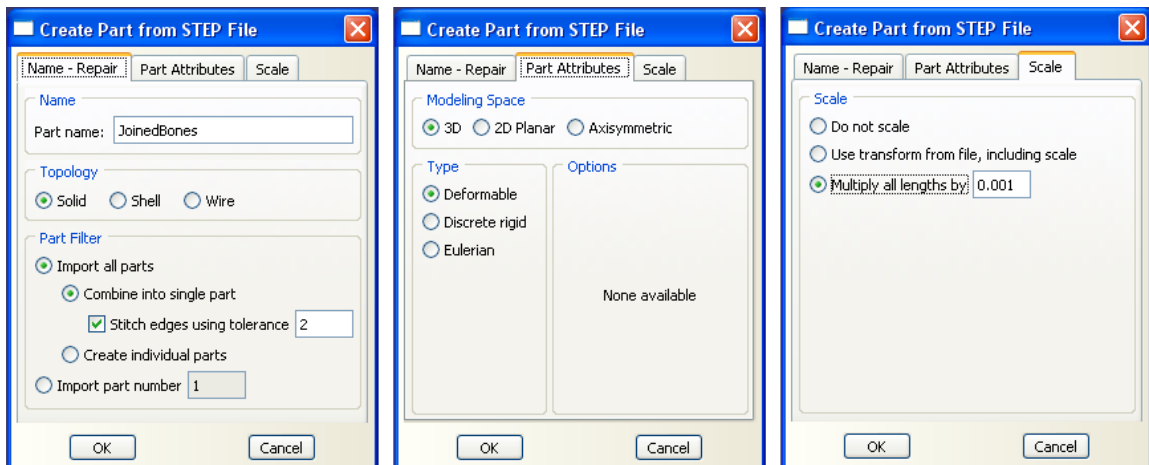 Create Part from STEP File
Name - Repair Part Attributes Scale
Name
Part name: JoinedBones
Topology
Solid Shell Wire
Part Filter
Import all parts
Combine into single part
Stitch edges using tolerance 2
Create individual parts
Import part number 1
OK Cancel
Create Part from STEP File
Name - Repair Part Attributes Scale
Modeling Space
3D 2D Planar Axisymmetric
Type
Deformable
Discrete rigid
Eulerian
Options
None available
OK Cancel
Create Part from STEP File
Name - Repair Part Attributes Scale
Scale
Do not scale
Use transform from file, including scale
Multiply all lengths by 0.001
OK Cancel